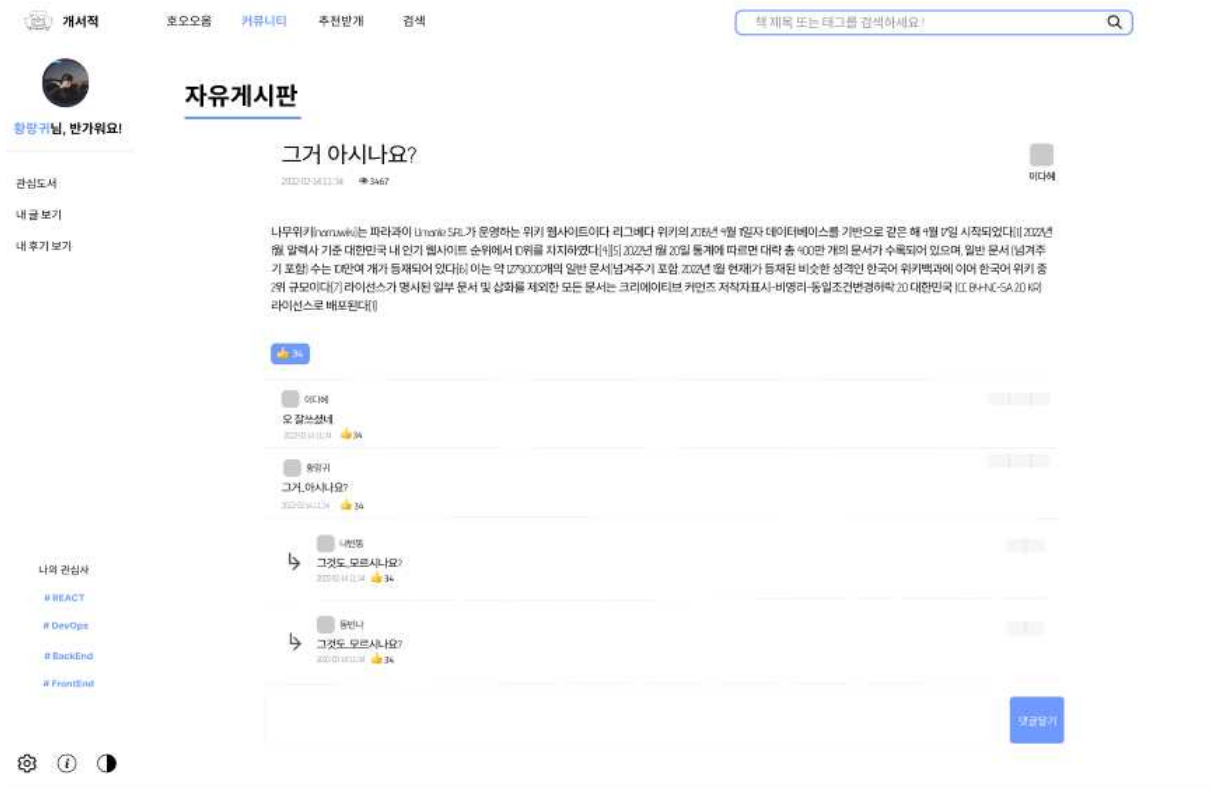 개서적
호오오옴 커뮤니티 추천받개 검색
책 제목 또는 태그를 검색하세요!
황팡귀님, 반가워요!
관심도서
내 글 보기
내 후기 보기
나의 관심사
# REACT
# DevOps
# BackEnd
# FrontEnd
자유게시판
그거 아시나요?
2022-02-14 11:34 3467
이다혜
나무위키(namuwiki)는 파라과이 Umanle S.R.L.가 운영하는 위키 웹사이트이다. 리그베다 위키의 2015년 4월 11일자 데이터베이스를 기반으로 같은 해 4월 17일 시작되었다.[1] 2022년
1월, 알렉사 기준 대한민국 내 인기 웹사이트 순위에서 10위를 차지하였다.[4][5] 2022년 1월 20일 통계에 따르면 대략 총 400만 개의 문서가 수록되어 있으며, 일반 문서 (넘겨주
기 포함) 수는 만여 개가 등재되어 있다.[6] 이는 약 1,279,000개의 일반 문서(넘겨주기 포함, 2022년 1월 현재)가 등재된 비슷한 성격인 한국어 위키백과에 이어 한국어 위키 중
2위 규모이다.[7] 라이선스가 명시된 일부 문서 및 삽화를 제외한 모든 문서는 크리에이티브 커먼즈 저작자표시-비영리-동일조건변경허락 2.0 대한민국 (CC BY-NC-SA 2.0 KR)
라이선스로 배포된다.[1]
34
이다혜
오 잘쓰셨네
34
황팡귀
그거..아시나요?
34
나빈똥
그것도..모르시나요?
34
똥빈나
그것도..모르시나요?
34
댓글달기